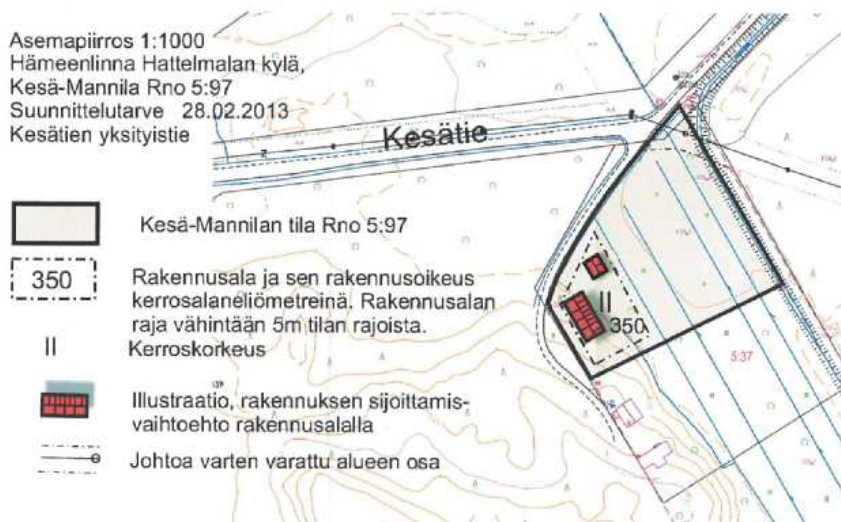 Asemapiirros 1:1000
Hämeenlinna Hattelmalan kylä,
Kesä-Mannila Rno 5:97
Suunnittelutarve 28.02.2013
Kesätien yksityistie
Kesätie
Kesä-Mannilan tila Rno 5:97
350
Rakennusala ja sen rakennusoikeus
kerrosalaneliömetreinä. Rakennusalan
raja vähintään 5m tilan rajoista.
II
Kerroskorkeus
Illustraatio, rakennuksen sijoittamis-
vaihtoehto rakennusalalla
Johtoa varten varattu alueen osa
II
350
5:37